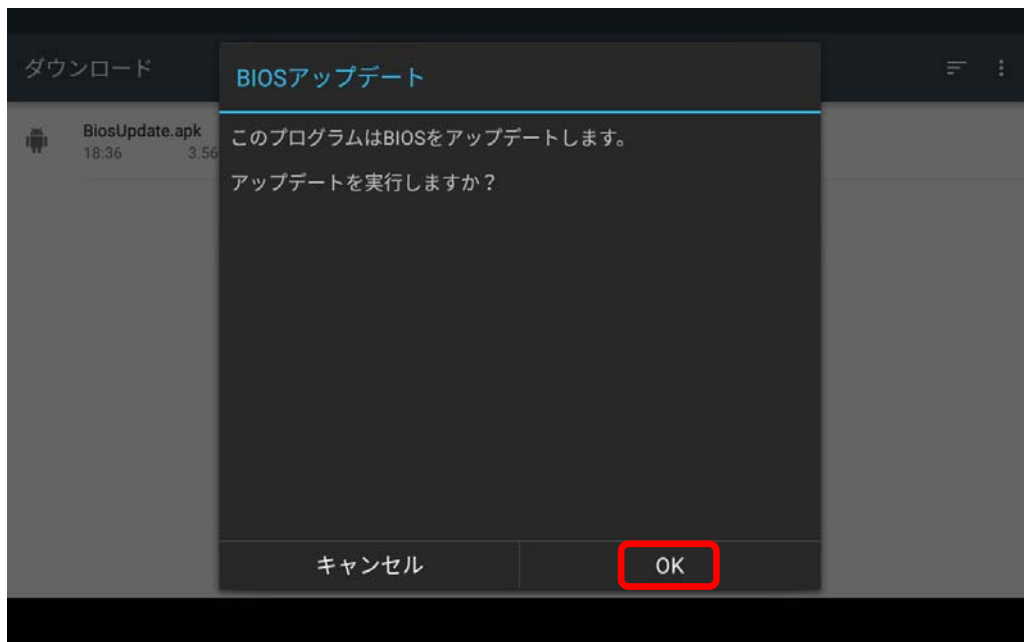 ダウンロード
BIOSアップデート
BiosUpdate.apk
18:36 3.56
このプログラムはBIOSをアップデートします。
アップデートを実行しますか？
キャンセル
OK